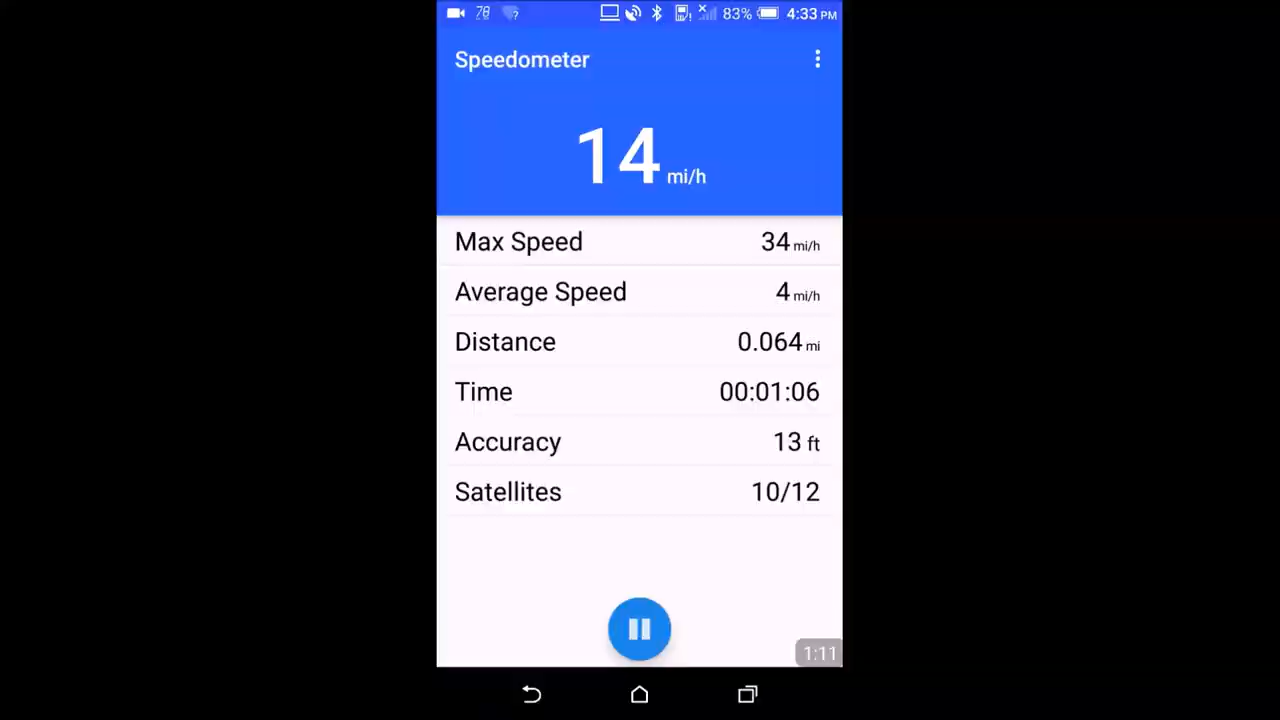 78 ? 83% 4:33 PM
Speedometer
14 mi/h
Max Speed 34 mi/h
Average Speed 4 mi/h
Distance 0.064 mi
Time 00:01:06
Accuracy 13 ft
Satellites 10/12
1:11